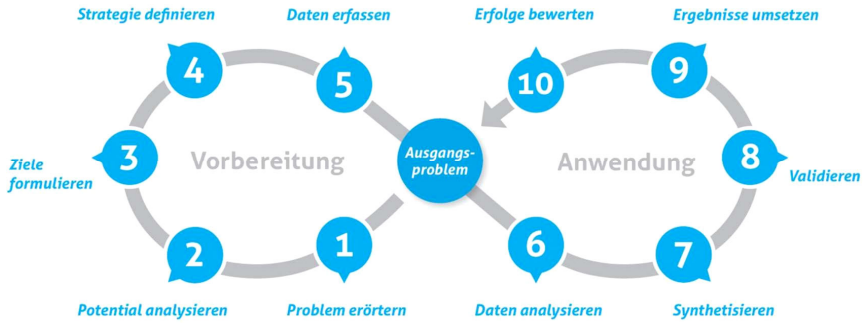 Strategie definieren
Daten erfassen
Erfolge bewerten
Ergebnisse umsetzen
4
5
10
9
3
Vorbereitung
Ausgangs-
problem
Anwendung
8
Ziele
formulieren
Validieren
2
1
6
7
Potential analysieren
Problem erörtern
Daten analysieren
Synthetisieren